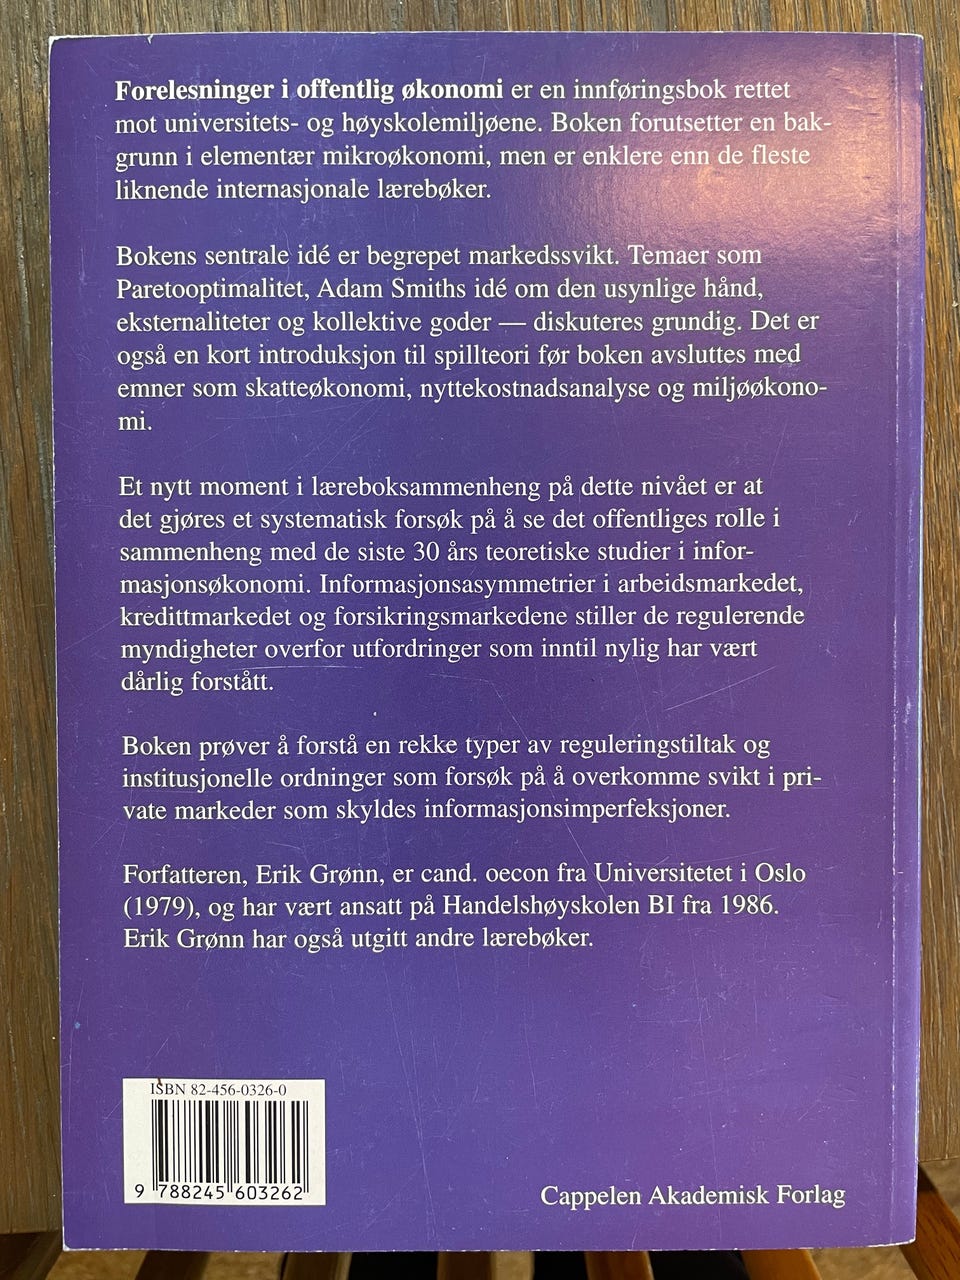 Forelesninger i offentlig økonomi er en innføringsbok rettet
mot universitets- og høyskolemiljøene. Boken forutsetter en bak-
grunn i elementær mikroøkonomi, men er enklere enn de fleste
liknende internasjonale lærebøker.
Bokens sentrale idé er begrepet markedssvikt. Temaer som
Paretooptimalitet, Adam Smiths idé om den usynlige hånd,
eksternaliteter og kollektive goder — diskuteres grundig. Det er
også en kort introduksjon til spillteori før boken avsluttes med
emner som skatteøkonomi, nyttekostnadsanalyse og miljøøkono-
mi.
Et nytt moment i læreboksammenheng på dette nivået er at
det gjøres et systematisk forsøk på å se det offentliges rolle i
sammenheng med de siste 30 års teoretiske studier i infor-
masjonsøkonomi. Informasjonsasymmetrier i arbeidsmarkedet,
kredittmarkedet og forsikringsmarkedene stiller de regulerende
myndigheter overfor utfordringer som inntil nylig har vært
dårlig forstått.
Boken prøver å forstå en rekke typer av reguleringstiltak og
institusjonelle ordninger som forsøk på å overkomme svikt i pri-
vate markeder som skyldes informasjonsimperfeksjoner.
Forfatteren, Erik Grønn, er cand. oecon fra Universitetet i Oslo
(1979), og har vært ansatt på Handelshøyskolen BI fra 1986.
Erik Grønn har også utgitt andre lærebøker.
ISBN 82-456-0326-0
9 788245 603262
Cappelen Akademisk Forlag